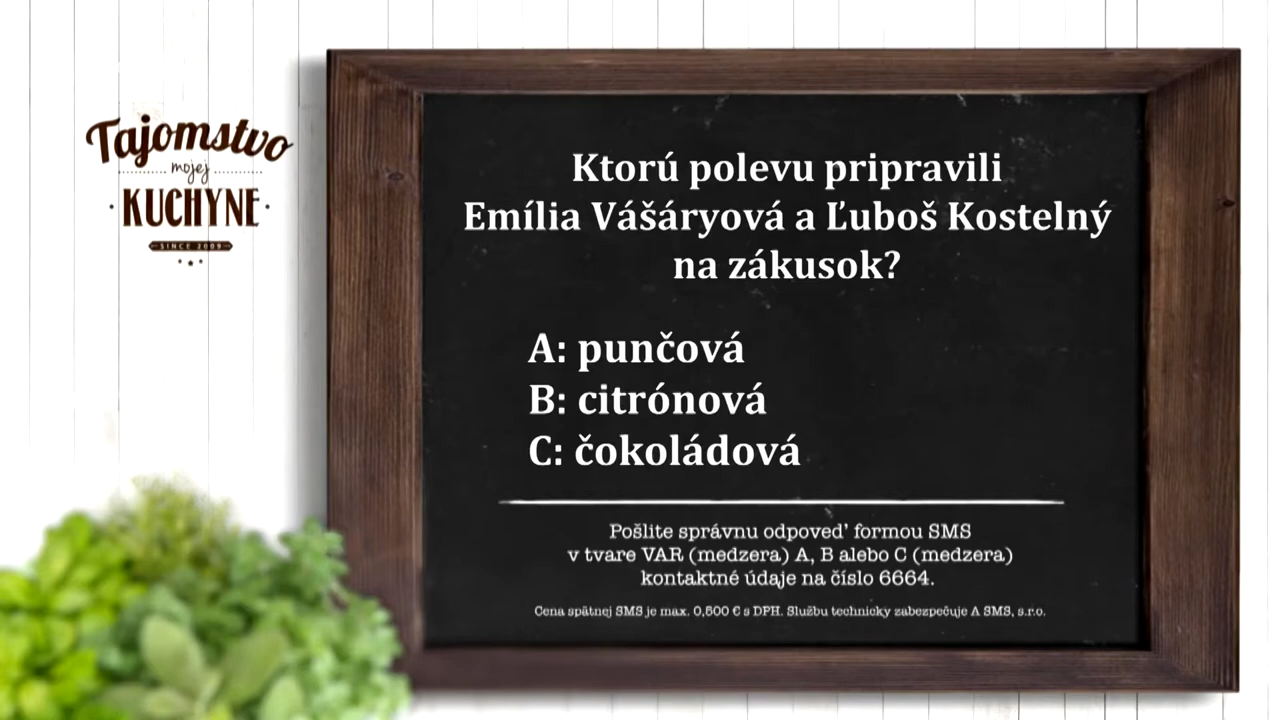 Tajomstvo
mojej
KUCHYNE
SINCE 2009
Ktorú polevu pripravili
Emília Vášáryová a Ľuboš Kostelný
na zákusok?
A: punčová
B: citrónová
C: čokoládová
Pošlite správnu odpoveď formou SMS
v tvare VAR (medzera) A, B alebo C (medzera)
kontaktné údaje na číslo 6664.
Cena spätnej SMS je max. 0,600 € s DPH. Službu technicky zabezpečuje A SMS, s.r.o.